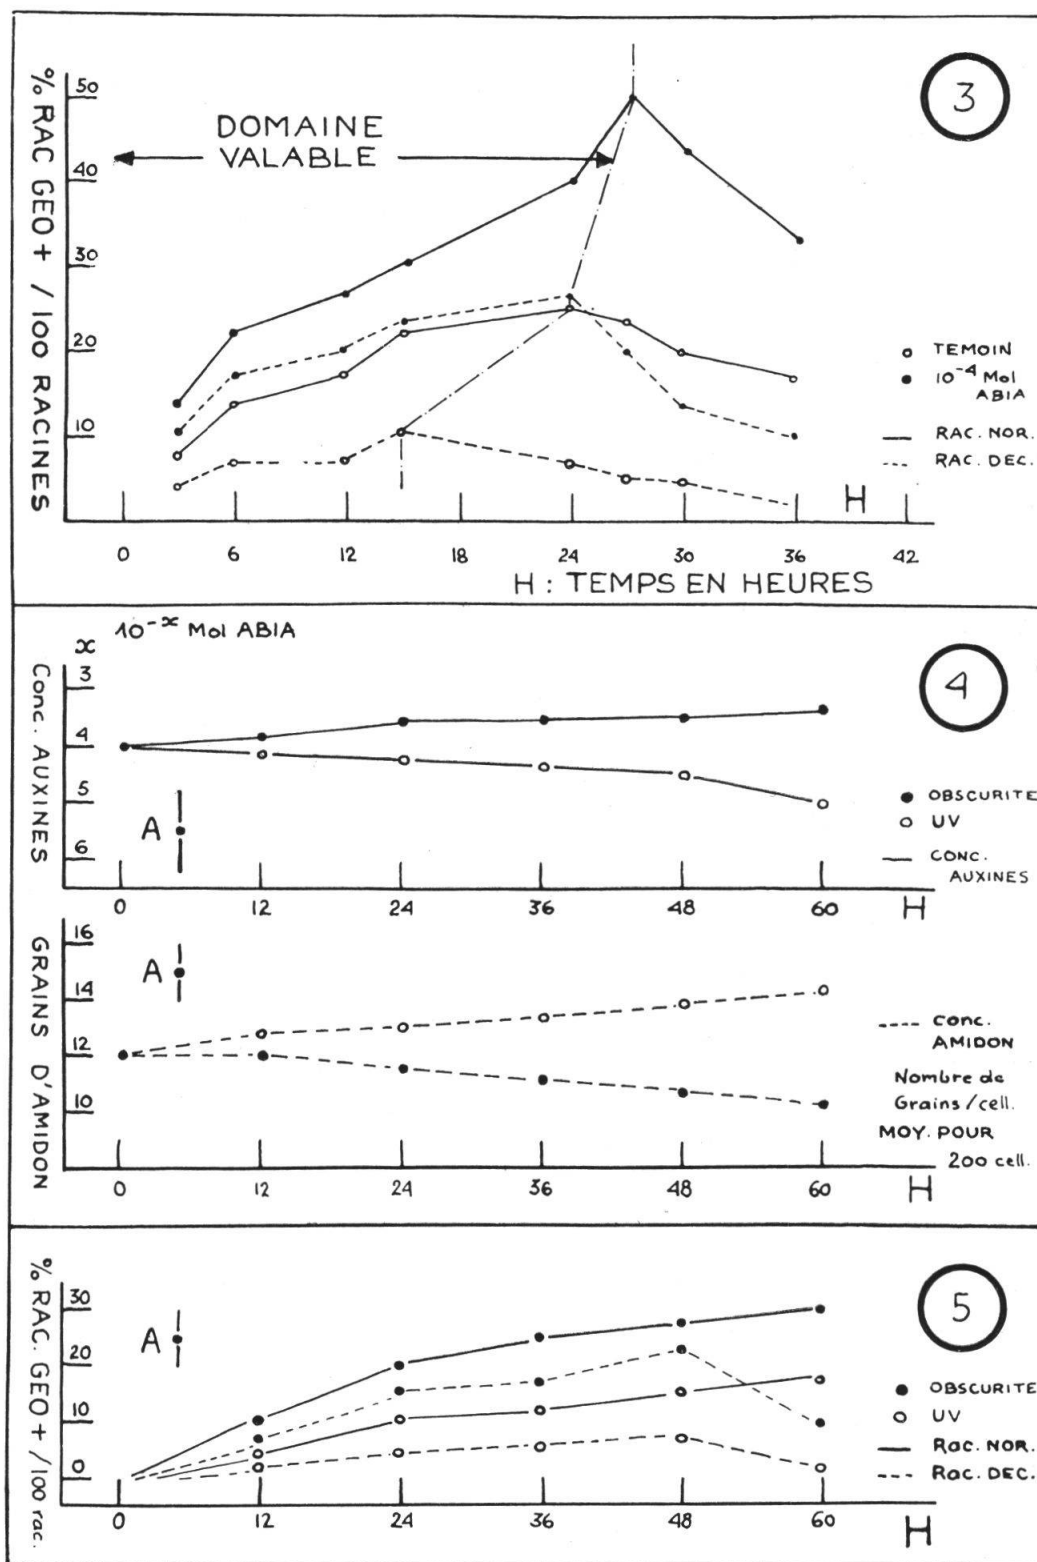 3
% RAC GEO + / 100 RACINES
50
40
30
20
10
DOMAINE
VALABLE
TEMOIN
10⁻⁴ Mol
ABIA
RAC. NOR.
RAC. DEC.
H
0 6 12 18 24 30 36 42
H : TEMPS EN HEURES
10⁻ˣ Mol ABIA
x
4
Conc. AUXINES
3
4
5
6
A
OBSCURITE
UV
CONC.
AUXINES
0 12 24 36 48 60 H
GRAINS D'AMIDON
16
14
12
10
A
CONC.
AMIDON
Nombre de
Grains/cell.
MOY. POUR
200 cell.
0 12 24 36 48 60 H
5
% RAC. GEO + / 100 rac.
30
20
10
0
A
OBSCURITE
UV
Rac. NOR.
Rac. DEC.
0 12 24 36 48 60 H